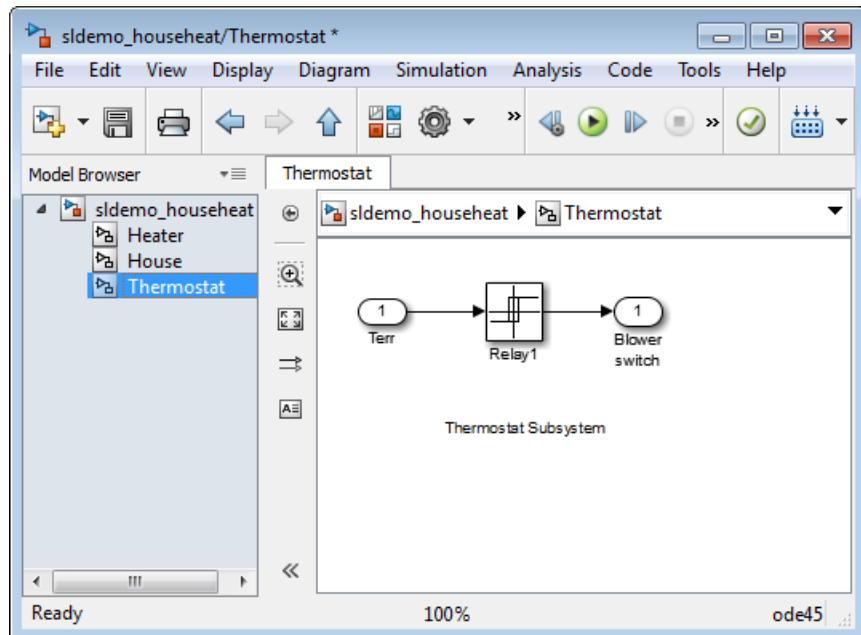 sldemo_househeat/Thermostat *
File Edit View Display Diagram Simulation Analysis Code Tools Help
Model Browser
Thermostat
sldemo_househeat
Heater
House
Thermostat
sldemo_househeat Thermostat
1
Terr
Relay1
1
Blower
switch
Thermostat Subsystem
Ready 100% ode45